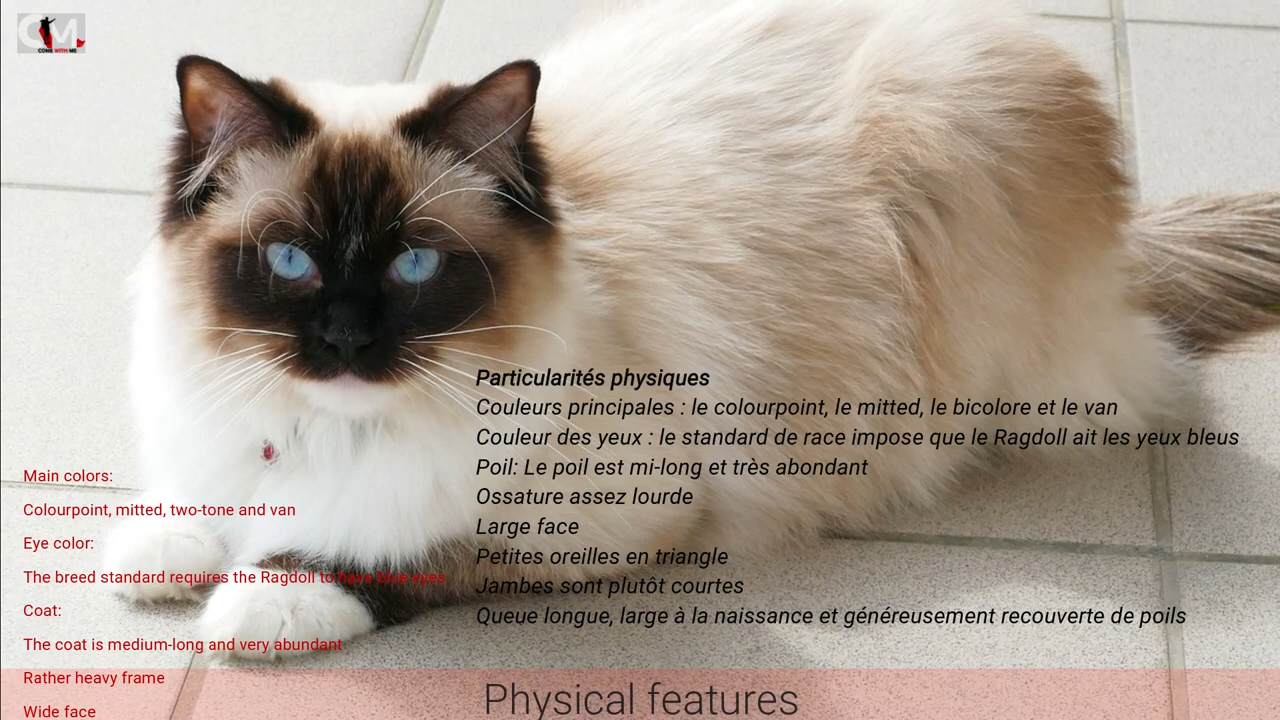 CM
COME WITH ME
Particularités physiques
Couleurs principales : le colourpoint, le mitted, le bicolore et le van
Couleur des yeux : le standard de race impose que le Ragdoll ait les yeux bleus
Poil: Le poil est mi-long et très abondant
Ossature assez lourde
Large face
Petites oreilles en triangle
Jambes sont plutôt courtes
Queue longue, large à la naissance et généreusement recouverte de poils
Main colors:
Colourpoint, mitted, two-tone and van
Eye color:
The breed standard requires the Ragdoll to have blue eyes
Coat:
The coat is medium-long and very abundant
Rather heavy frame
Wide face
Physical features